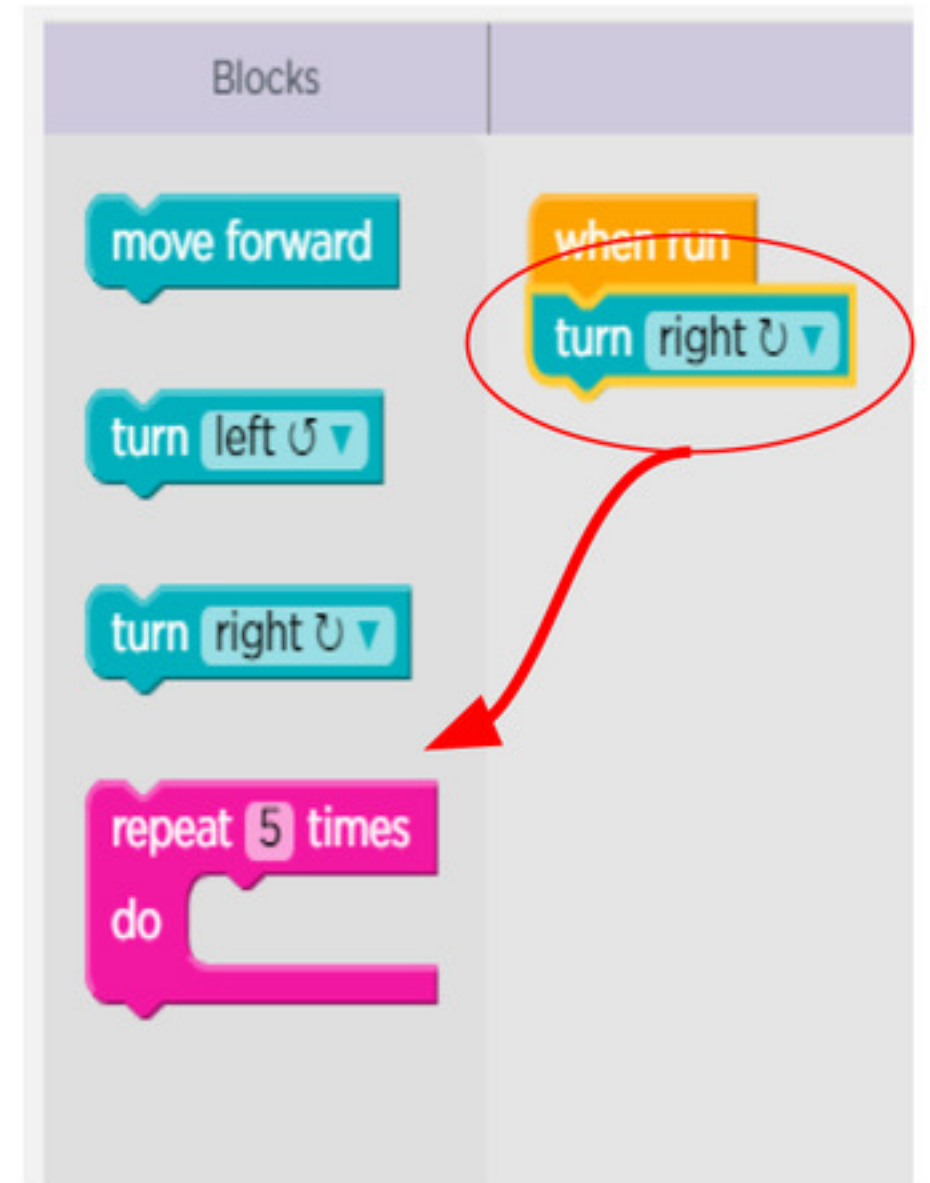 Blocks
move forward
when run
turn right ↻ ▼
turn left ↺ ▼
turn right ↻ ▼
repeat 5 times
do